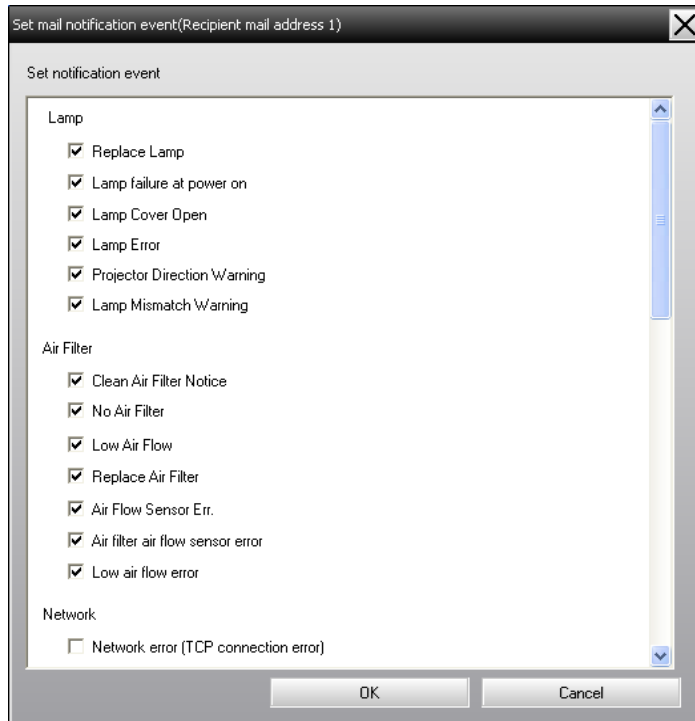 Set mail notification event(Recipient mail address 1)
Set notification event
Lamp
Replace Lamp
Lamp failure at power on
Lamp Cover Open
Lamp Error
Projector Direction Warning
Lamp Mismatch Warning
Air Filter
Clean Air Filter Notice
No Air Filter
Low Air Flow
Replace Air Filter
Air Flow Sensor Err.
Air filter air flow sensor error
Low air flow error
Network
Network error (TCP connection error)
OK
Cancel